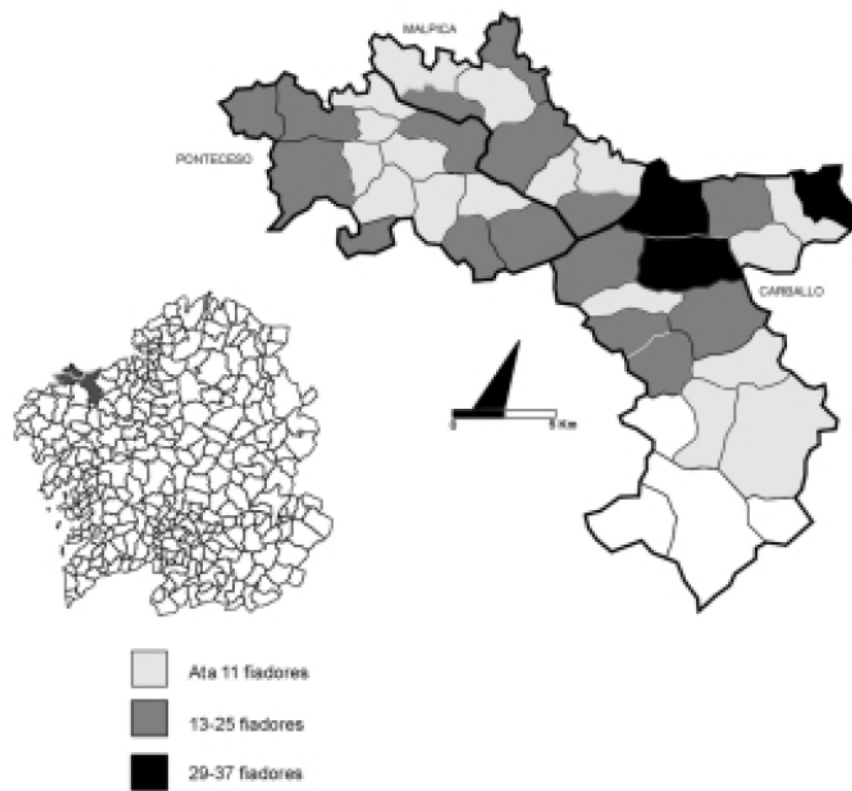 MALPICA
PONTECESO
CARBALLO
0 5 Km
Ata 11 fiadores
13-25 fiadores
29-37 fiadores